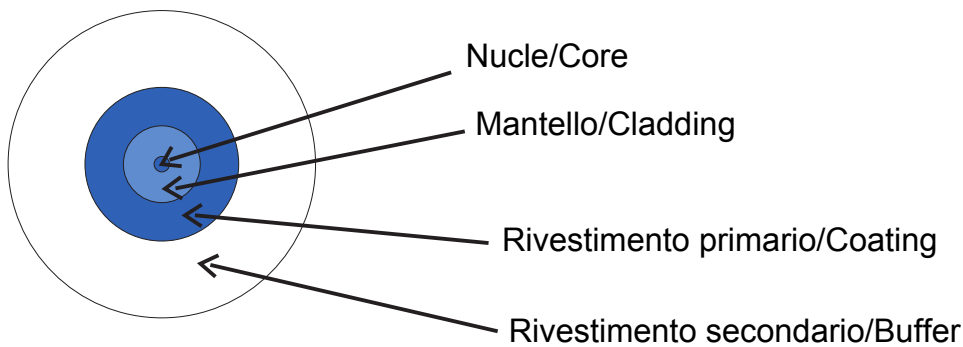 Nucle/Core
Mantello/Cladding
Rivestimento primario/Coating
Rivestimento secondario/Buffer